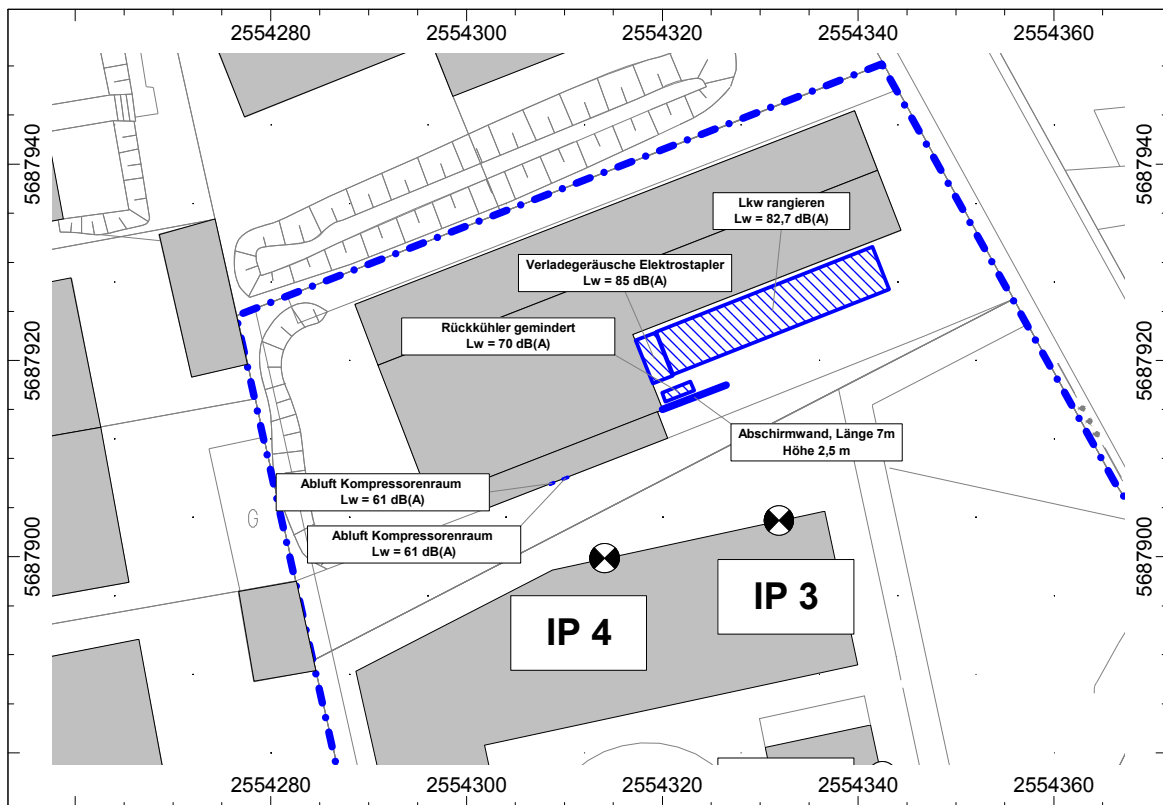 2554280
2554300
2554320
2554340
2554360
5687940
5687940
Lkw rangieren
Lw = 82,7 dB(A)
Verladegeräusche Elektrostapler
Lw = 85 dB(A)
Rückkühler gemindert
Lw = 70 dB(A)
5687920
5687920
Abschirmwand, Länge 7m
Höhe 2,5 m
Abluft Kompressorenraum
Lw = 61 dB(A)
G
Abluft Kompressorenraum
Lw = 61 dB(A)
5687900
5687900
IP 3
IP 4
2554280
2554300
2554320
2554340
2554360